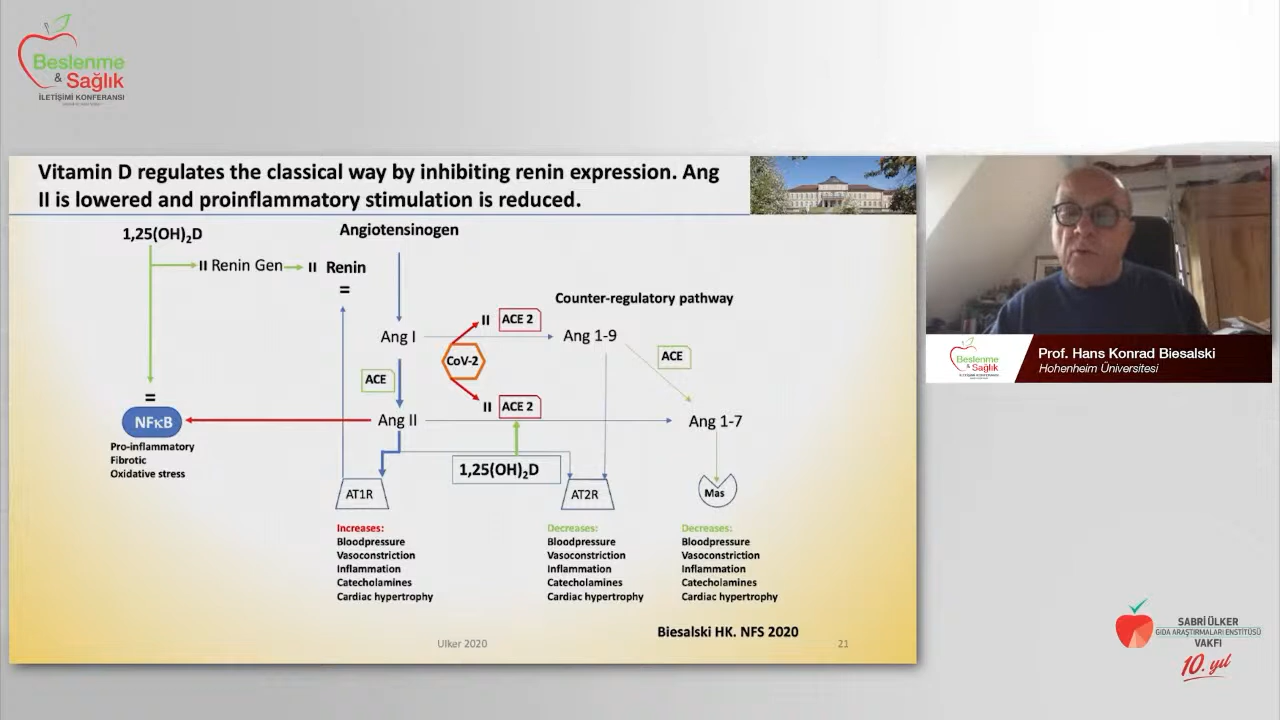 Beslenme
& Sağlık
İLETİŞİMİ KONFERANSI
Vitamin D regulates the classical way by inhibiting renin expression. Ang
II is lowered and proinflammatory stimulation is reduced.
1,25(OH)₂D
Angiotensinogen
II Renin Gen
II Renin
=
Counter-regulatory pathway
II
ACE 2
Ang I
Ang 1-9
CoV-2
ACE
ACE
=
II
ACE 2
NFκB
Ang II
Ang 1-7
Pro-inflammatory
Fibrotic
Oxidative stress
1,25(OH)₂D
AT1R
AT2R
Mas
Increases:
Bloodpressure
Vasoconstriction
Inflammation
Catecholamines
Cardiac hypertrophy
Decreases:
Bloodpressure
Vasoconstriction
Inflammation
Catecholamines
Cardiac hypertrophy
Decreases:
Bloodpressure
Vasoconstriction
Inflammation
Catecholamines
Cardiac hypertrophy
Biesalski HK. NFS 2020
Ulker 2020
21
Beslenme
& Sağlık
Prof. Hans Konrad Biesalski
Hohenheim Üniversitesi
SABRİ ÜLKER
GIDA ARAŞTIRMALARI ENSTİTÜSÜ
VAKFI
10. yıl